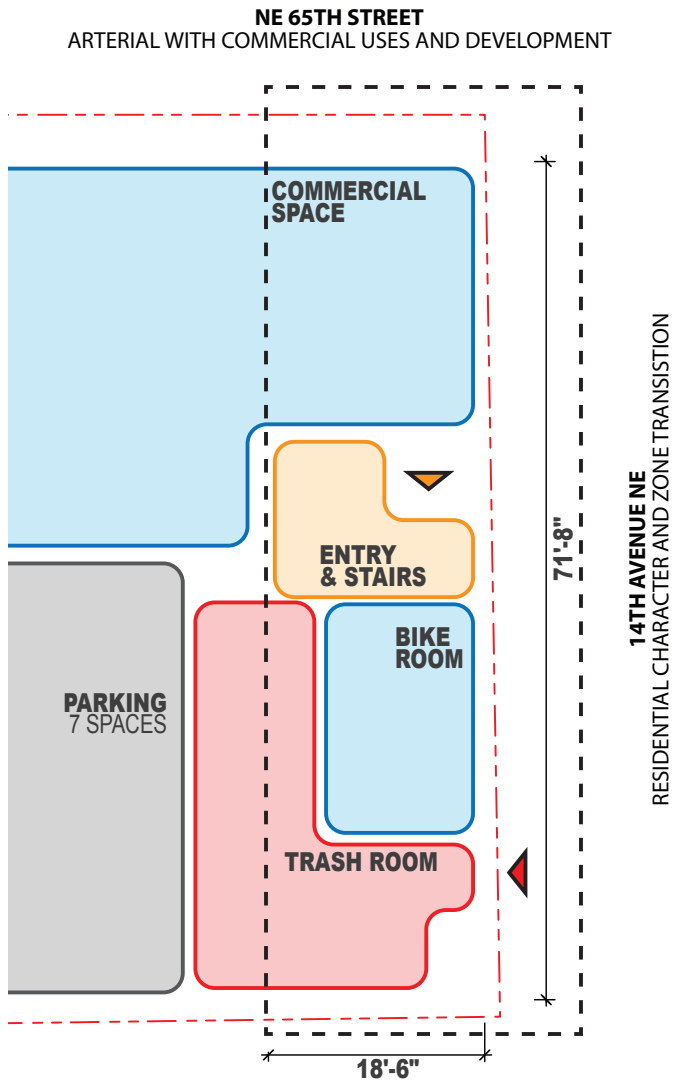 NE 65TH STREET
ARTERIAL WITH COMMERCIAL USES AND DEVELOPMENT
COMMERCIAL
SPACE
ENTRY
& STAIRS
BIKE
ROOM
PARKING
7 SPACES
TRASH ROOM
71'-8"
18'-6"
14TH AVENUE NE
RESIDENTIAL CHARACTER AND ZONE TRANSISTION